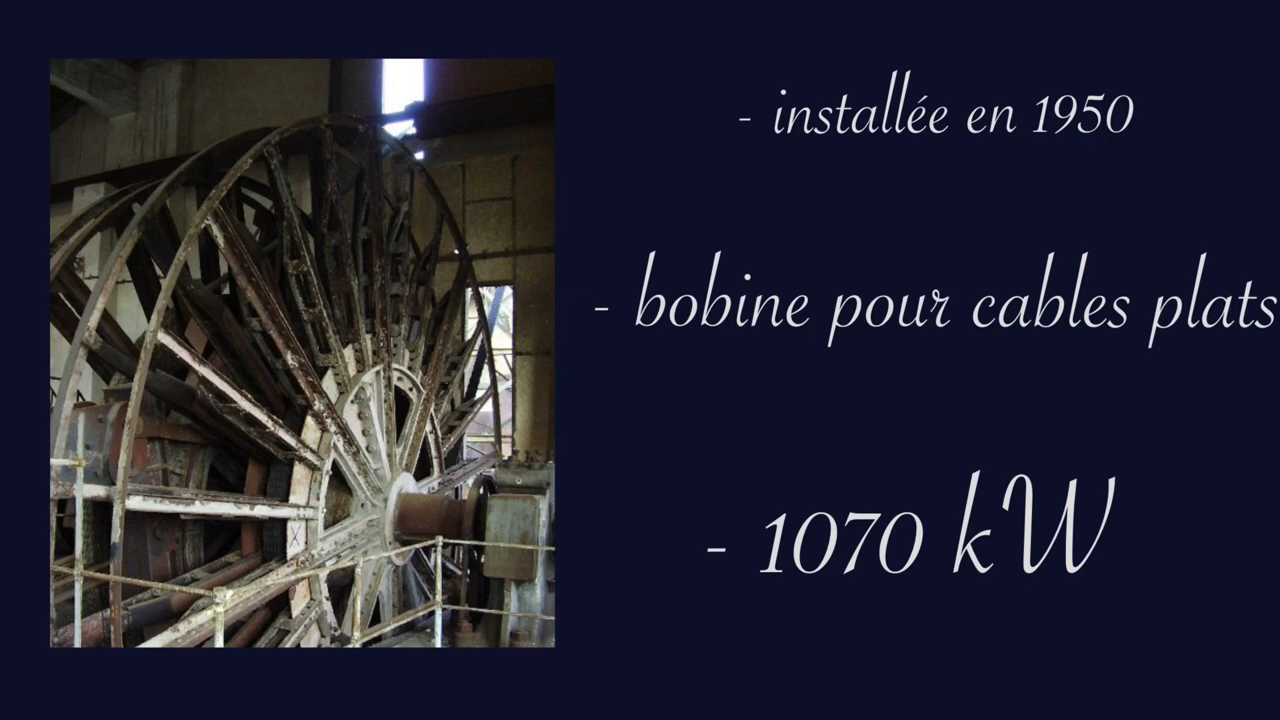 - installée en 1950
- bobine pour cables plats
- 1070 kW